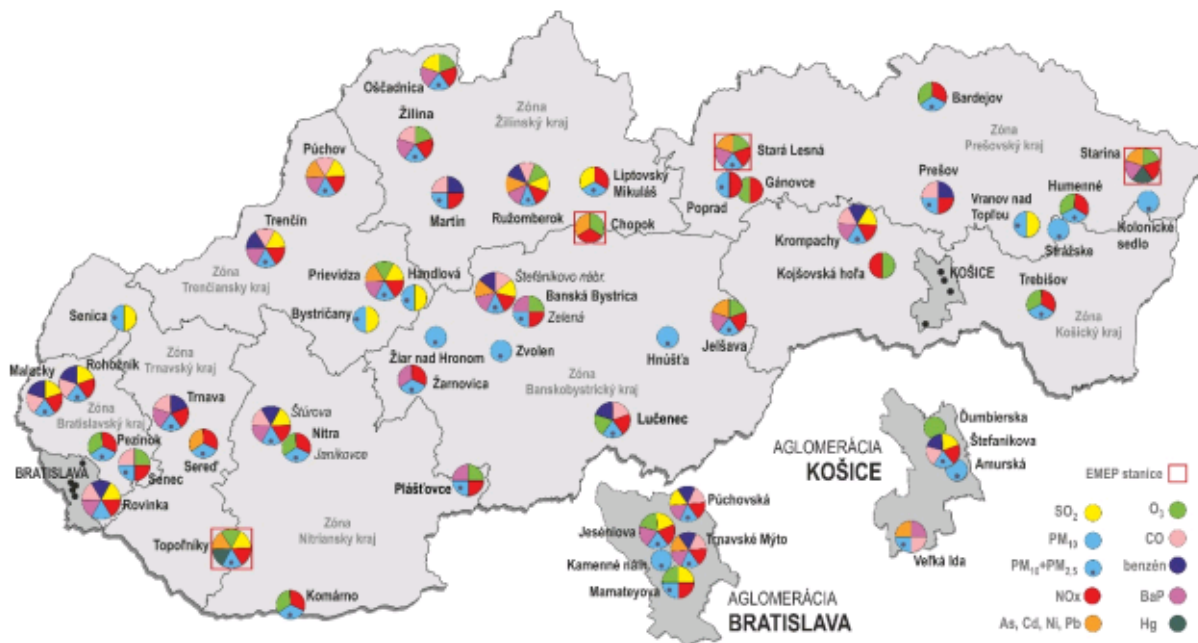 Oščadnica
Žilina
Zóna
Žilinský kraj
Púchov
Martin
Ružomberok
Liptovský
Mikuláš
Chopok
Stará Lesná
Poprad
Gánovce
Bardejov
Zóna
Prešovský kraj
Starina
Prešov
Humenné
Vranov nad
Topľou
Strážske
Kolonické
sedlo
Trenčín
Zóna
Trenčiansky kraj
Prievidza
Handlová
Bystričany
Štefánikovo nábr.
Banská Bystrica
Zelená
Krompachy
Kojšovská hoľa
KOŠICE
Trebišov
Zóna
Košický kraj
Senica
Zóna
Trnavský kraj
Žiar nad Hronom
Zvolen
Hnúšťa
Jelšava
Žarnovica
Zóna
Banskobystrický kraj
Malacky
Rohožník
Zóna
Bratislavský kraj
Trnava
Štúrova
Nitra
Janíkovce
Pezinok
Sereď
Senec
BRATISLAVA
Rovinka
Lučenec
Plášťovce
Zóna
Nitriansky kraj
Topoľníky
Komárno
AGLOMERÁCIA
KOŠICE
Ďumbierska
Štefánikova
Amurská
Veľká Ida
Púchovská
Jeséniova
Trnavské Mýto
Kamenné nábr.
Mamateyova
AGLOMERÁCIA
BRATISLAVA
EMEP stanice
SO₂
O₃
PM₁₀
CO
PM₁₀+PM₂,₅
benzén
NOx
BaP
As, Cd, Ni, Pb
Hg